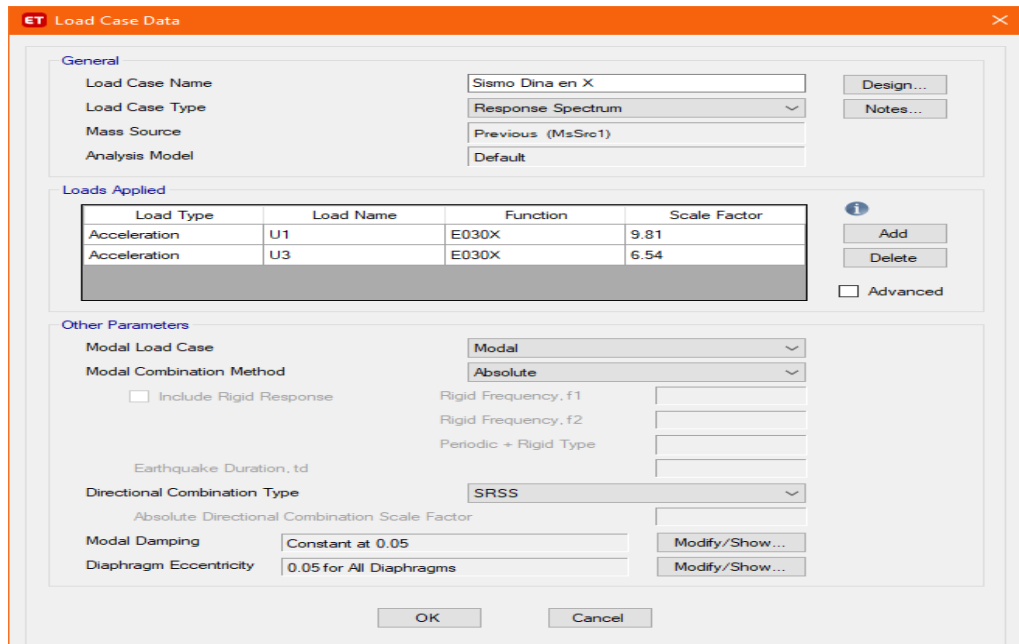 ET Load Case Data
General
Load Case Name Sismo Dina en X Design...
Load Case Type Response Spectrum Notes...
Mass Source Previous (MsSrc1)
Analysis Model Default
Loads Applied
Load Type Load Name Function Scale Factor
Acceleration U1 E030X 9.81 Add
Acceleration U3 E030X 6.54 Delete
Advanced
Other Parameters
Modal Load Case Modal
Modal Combination Method Absolute
Include Rigid Response Rigid Frequency, f1
Rigid Frequency, f2
Periodic + Rigid Type
Earthquake Duration, td
Directional Combination Type SRSS
Absolute Directional Combination Scale Factor
Modal Damping Constant at 0.05 Modify/Show...
Diaphragm Eccentricity 0.05 for All Diaphragms Modify/Show...
OK Cancel